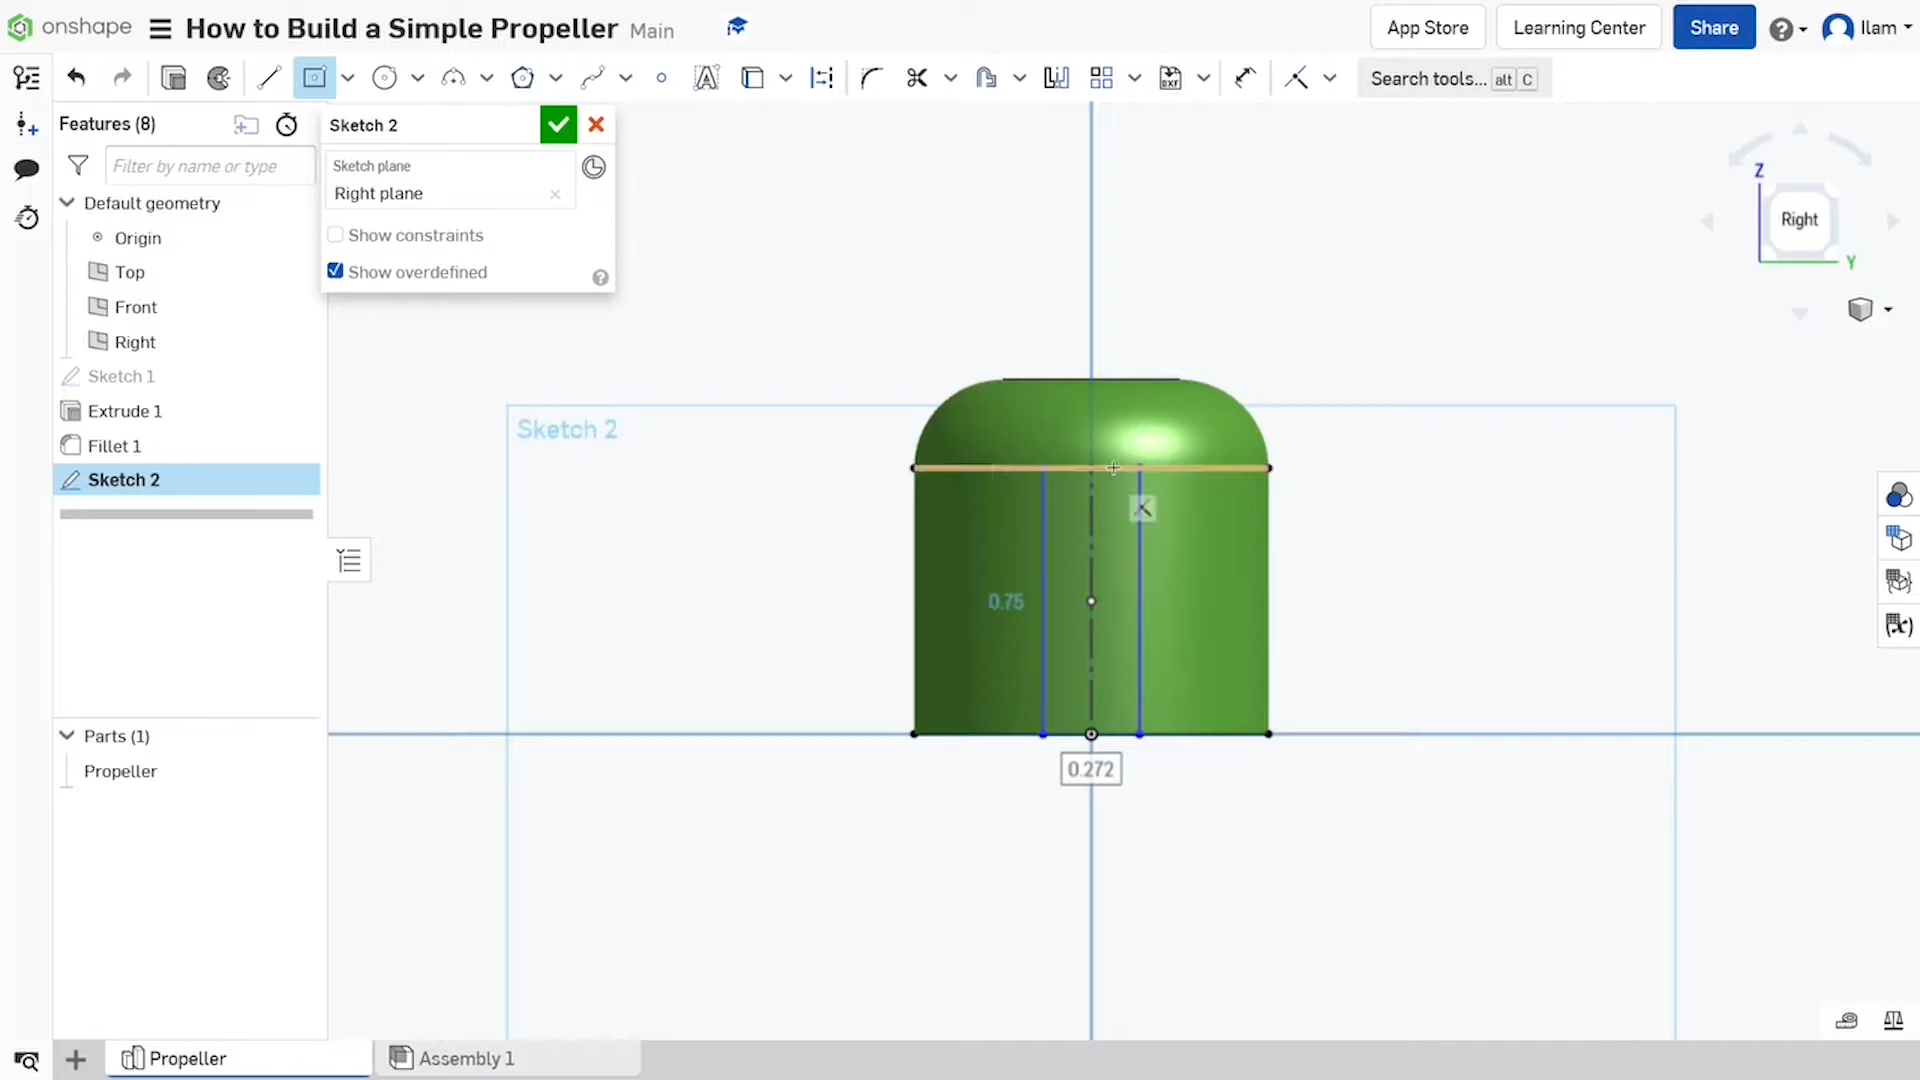 onshape How to Build a Simple Propeller Main App Store Learning Center Share Ilam
Search tools... alt C
Features (8)
Filter by name or type
Default geometry
Origin
Top
Front
Right
Sketch 1
Extrude 1
Fillet 1
Sketch 2
Parts (1)
Propeller
Sketch 2
Sketch plane
Right plane
Show constraints
Show overdefined
Sketch 2
0.75
0.272
Z
Right
Y
Propeller
Assembly 1